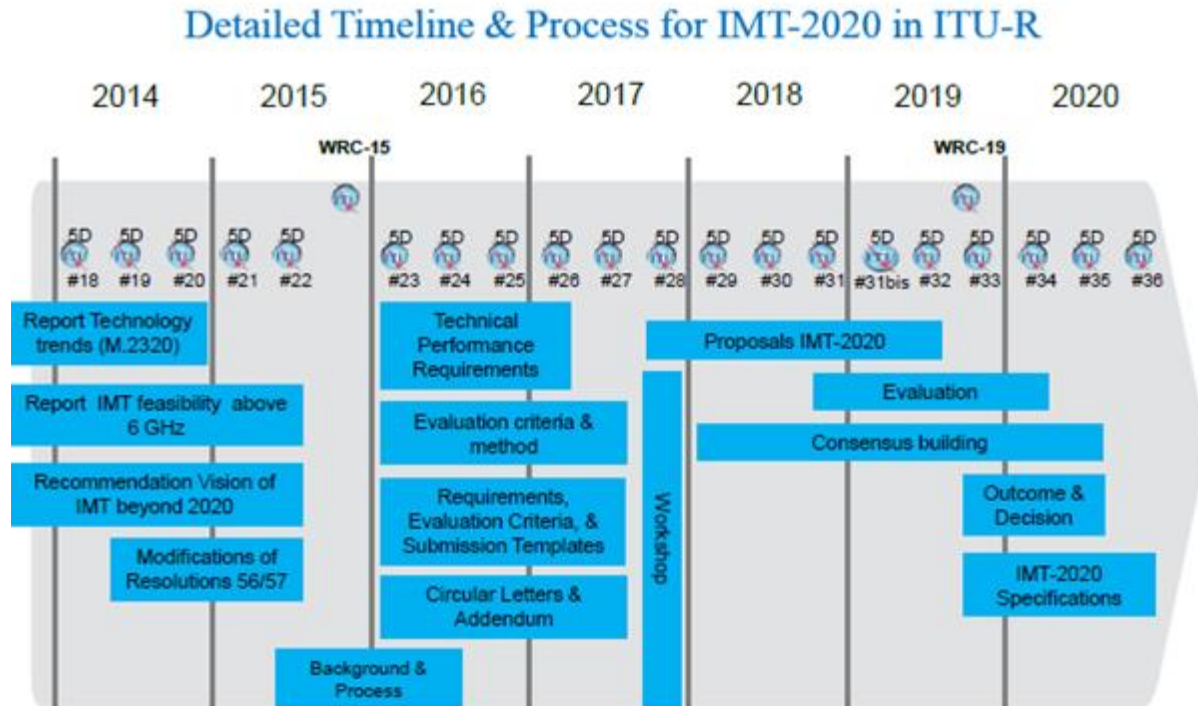 Detailed Timeline & Process for IMT-2020 in ITU-R
2014 2015 2016 2017 2018 2019 2020
WRC-15 WRC-19
5D 5D 5D 5D 5D 5D 5D 5D 5D 5D 5D 5D 5D 5D 5D 5D 5D 5D 5D 5D
#18 #19 #20 #21 #22 #23 #24 #25 #26 #27 #28 #29 #30 #31 #31bis #32 #33 #34 #35 #36
Report Technology
trends (M.2320)
Report IMT feasibility above
6 GHz
Recommendation Vision of
IMT beyond 2020
Modifications of
Resolutions 56/57
Background &
Process
Technical
Performance
Requirements
Evaluation criteria &
method
Requirements,
Evaluation Criteria, &
Submission Templates
Circular Letters &
Addendum
Workshop
Proposals IMT-2020
Evaluation
Consensus building
Outcome &
Decision
IMT-2020
Specifications